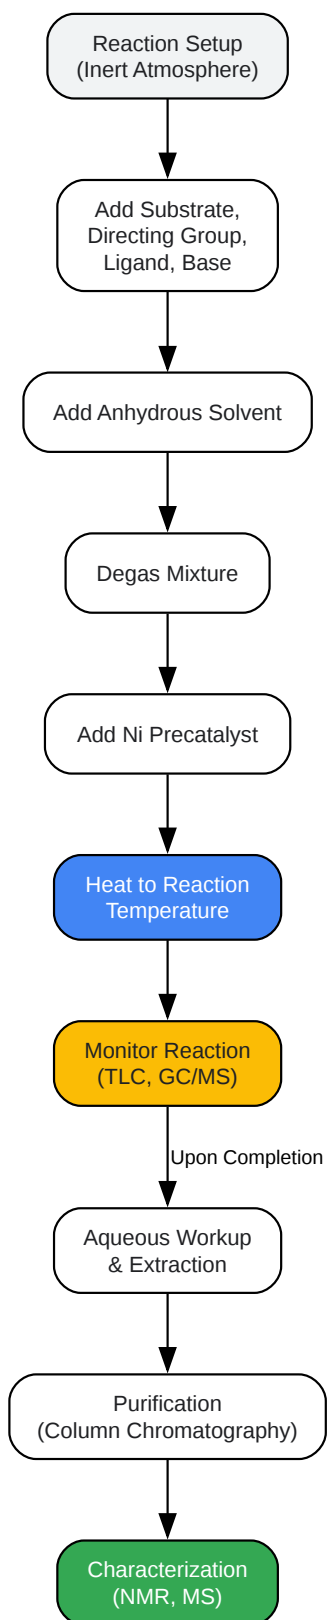 Reaction Setup
(Inert Atmosphere)
Add Substrate,
Directing Group,
Ligand, Base
Add Anhydrous Solvent
Degas Mixture
Add Ni Precatalyst
Heat to Reaction
Temperature
Monitor Reaction
(TLC, GC/MS)
Upon Completion
Aqueous Workup
& Extraction
Purification
(Column Chromatography)
Characterization
(NMR, MS)